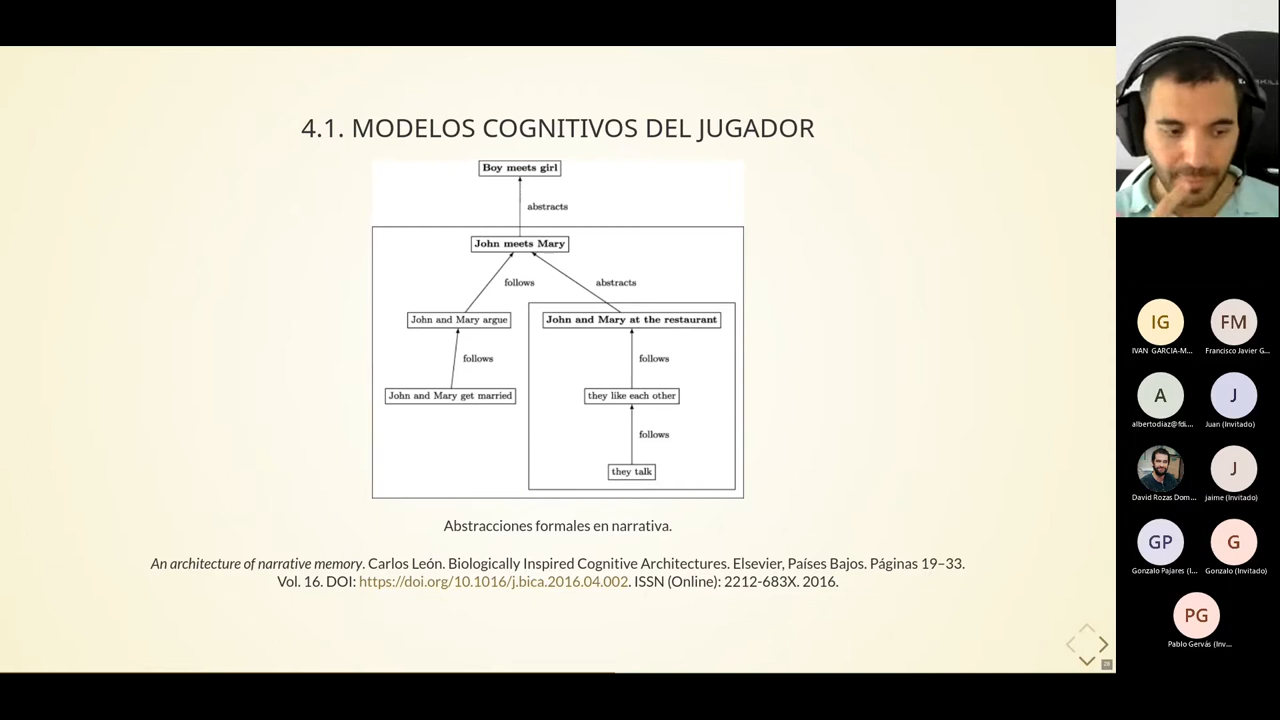 4.1. MODELOS COGNITIVOS DEL JUGADOR
Boy meets girl
abstracts
John meets Mary
follows
abstracts
John and Mary argue
John and Mary at the restaurant
follows
follows
John and Mary get married
they like each other
follows
they talk
Abstracciones formales en narrativa.
An architecture of narrative memory. Carlos León. Biologically Inspired Cognitive Architectures. Elsevier, Países Bajos. Páginas 19–33.
Vol. 16. DOI: https://doi.org/10.1016/j.bica.2016.04.002. ISSN (Online): 2212-683X. 2016.
28
IG
FM
IVAN GARCIA-M...
Francisco Javier G...
A
J
albertodiaz@fdi....
Juan (Invitado)
J
David Rozas Dom...
jaime (Invitado)
GP
G
Gonzalo Pajares (I...
Gonzalo (Invitado)
PG
Pablo Gervás (Inv...